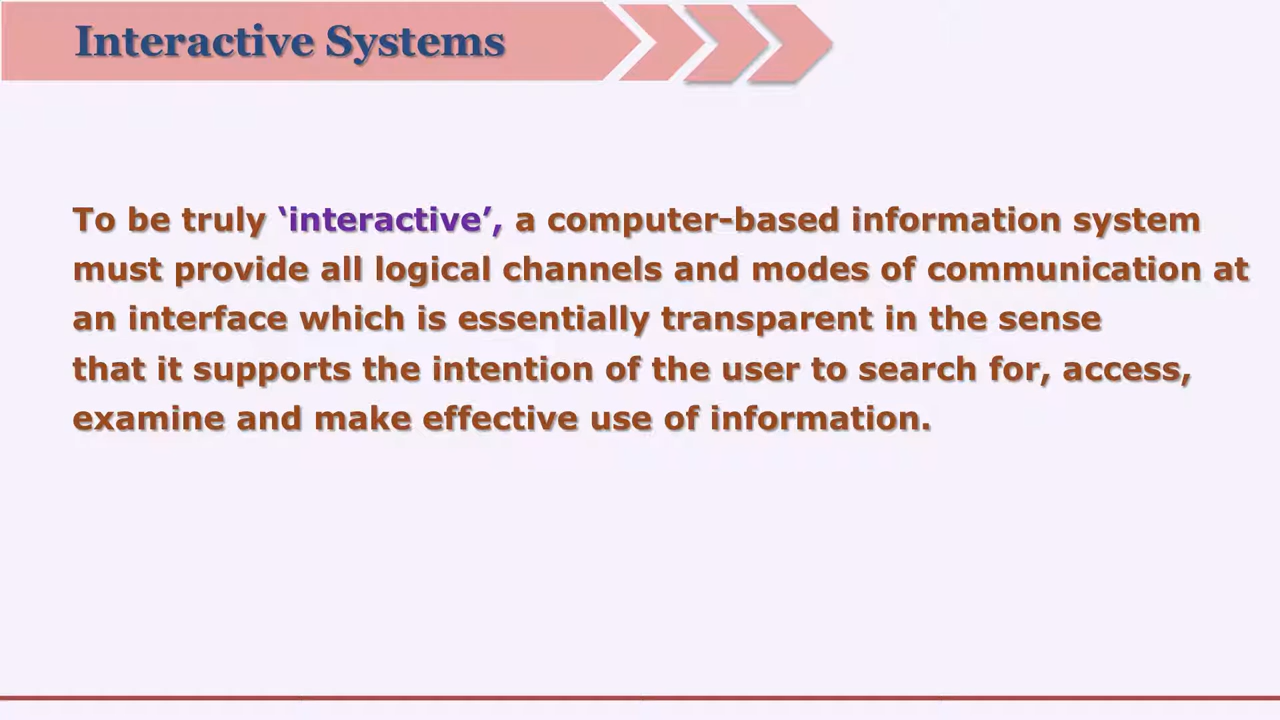 Interactive Systems
To be truly ‘interactive’, a computer-based information system
must provide all logical channels and modes of communication at
an interface which is essentially transparent in the sense
that it supports the intention of the user to search for, access,
examine and make effective use of information.